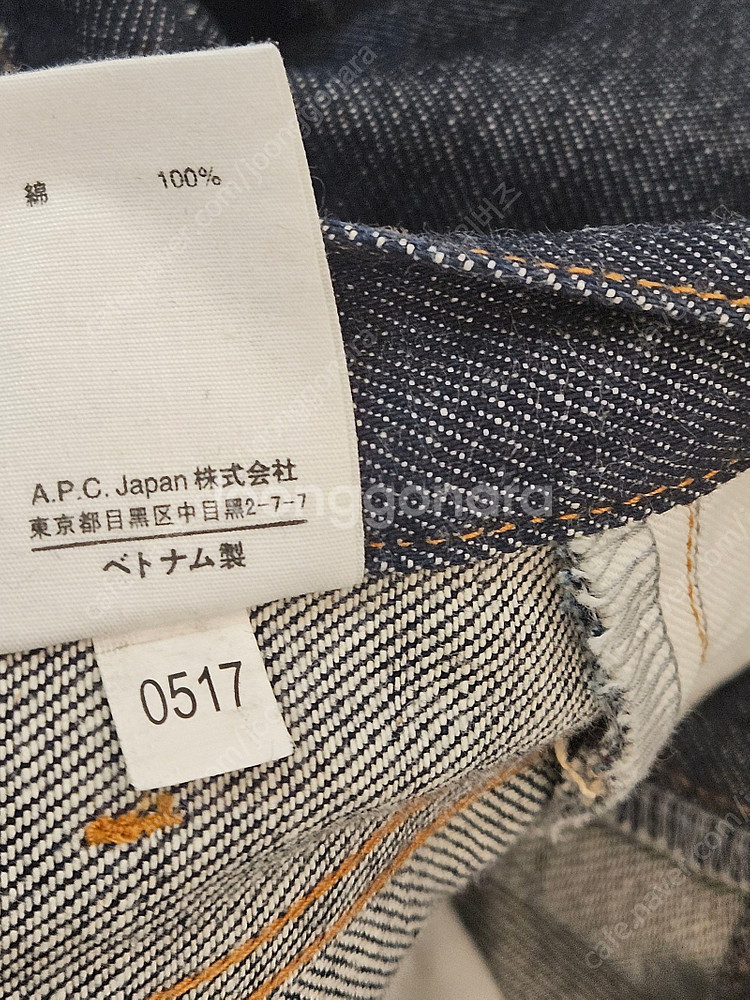 綿 100%
A.P.C. Japan 株式会社
東京都目黒区中目黒2-7-7
ベトナム製
0517
joonggonara